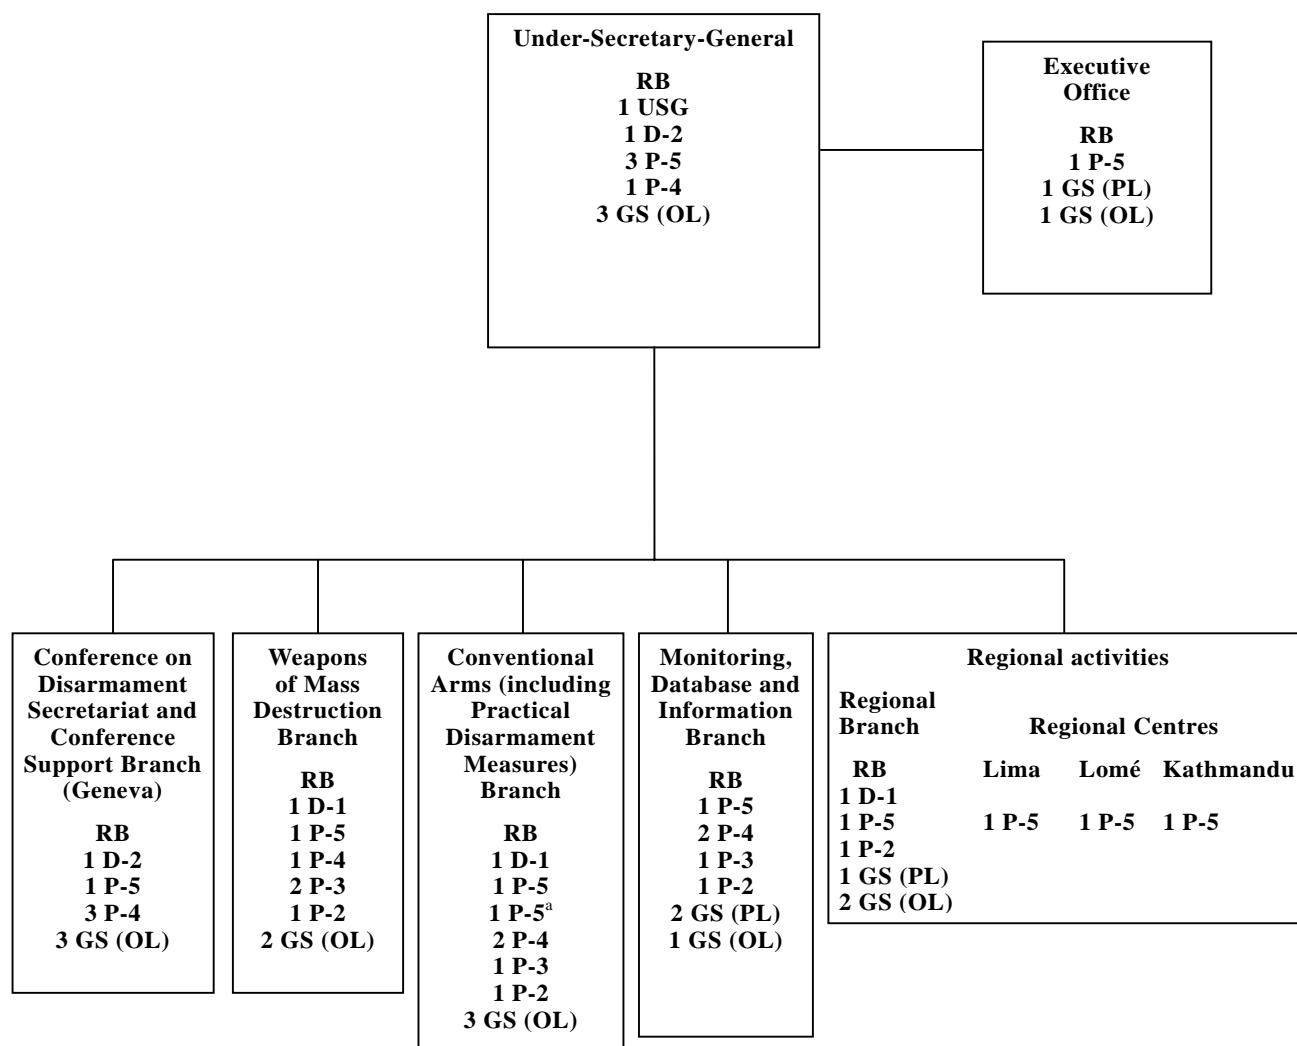 Under-Secretary-General
RB
1 USG
1 D-2
3 P-5
1 P-4
3 GS (OL)
Executive
Office
RB
1 P-5
1 GS (PL)
1 GS (OL)
Conference on
Disarmament
Secretariat and
Conference
Support Branch
(Geneva)
RB
1 D-2
1 P-5
3 P-4
3 GS (OL)
Weapons
of Mass
Destruction
Branch
RB
1 D-1
1 P-5
1 P-4
2 P-3
1 P-2
2 GS (OL)
Conventional
Arms (including
Practical
Disarmament
Measures)
Branch
RB
1 D-1
1 P-5
1 P-5ᵃ
2 P-4
1 P-3
1 P-2
3 GS (OL)
Monitoring,
Database and
Information
Branch
RB
1 P-5
2 P-4
1 P-3
1 P-2
2 GS (PL)
1 GS (OL)
Regional activities
Regional
Branch
RB
1 D-1
1 P-5
1 P-2
1 GS (PL)
2 GS (OL)
Regional Centres
Lima Lomé Kathmandu
1 P-5 1 P-5 1 P-5